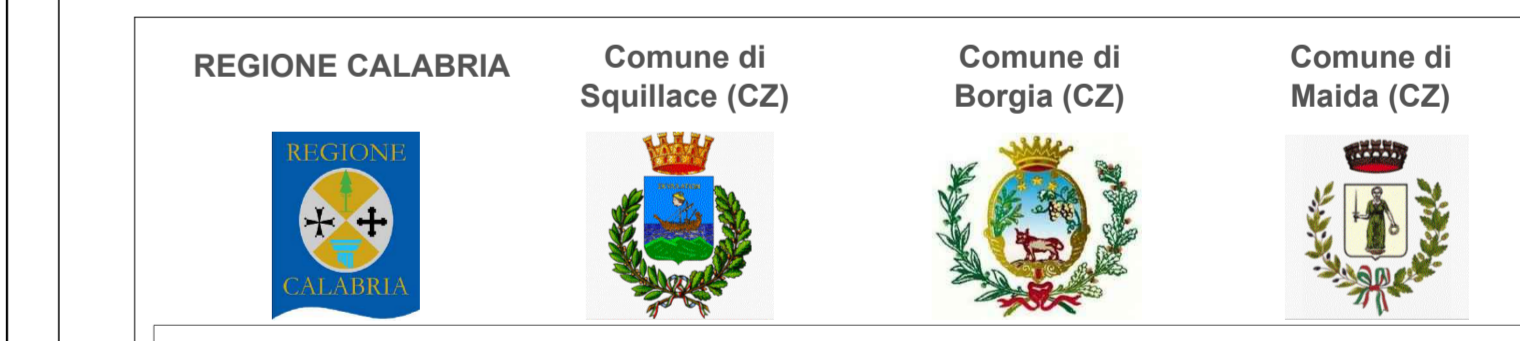 REGIONE CALABRIA
Comune di
Squillace (CZ)
Comune di
Borgia (CZ)
Comune di
Maida (CZ)
REGIONE
CALABRIA